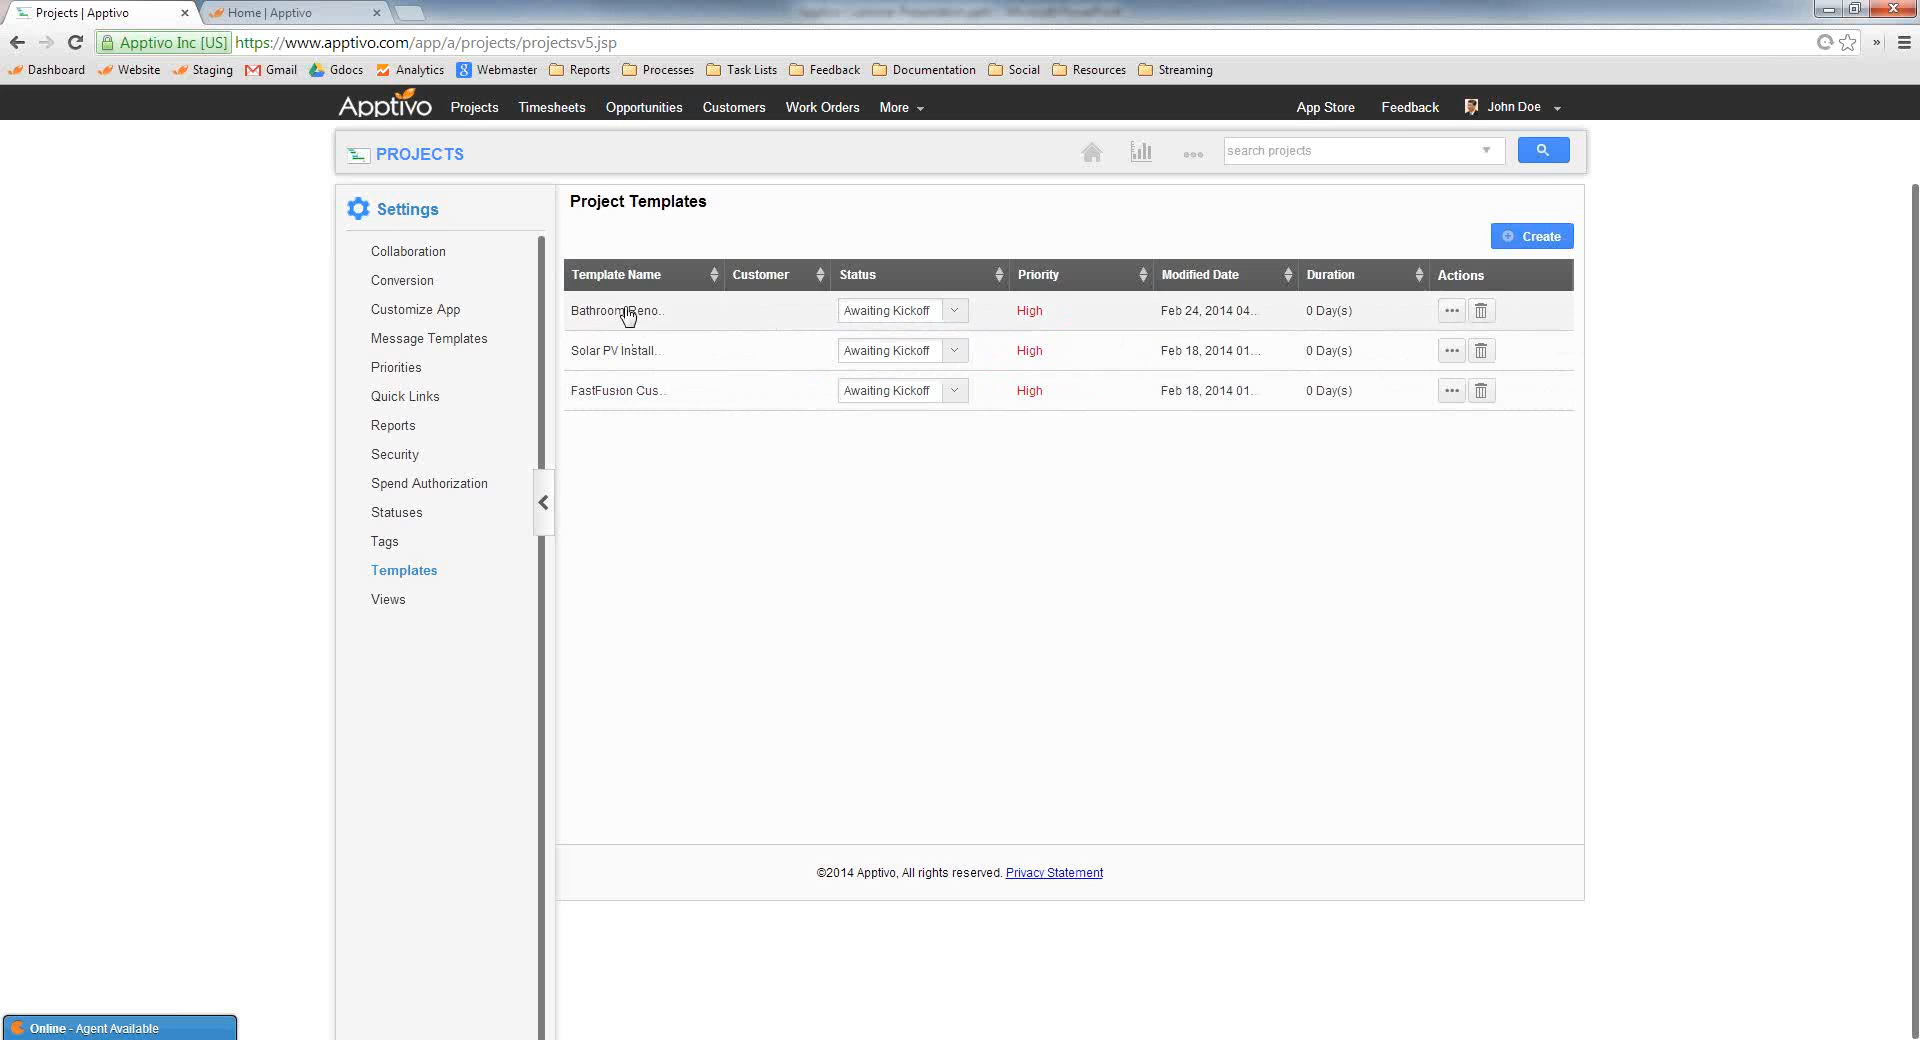 Projects | Apptivo
Home | Apptivo
Apptivo Inc [US] https://www.apptivo.com/app/a/projects/projectsv5.jsp
Dashboard Website Staging Gmail Gdocs Analytics Webmaster Reports Processes Task Lists Feedback Documentation Social Resources Streaming
Apptivo Projects Timesheets Opportunities Customers Work Orders More App Store Feedback John Doe
PROJECTS search projects
Settings
Collaboration
Conversion
Customize App
Message Templates
Priorities
Quick Links
Reports
Security
Spend Authorization
Statuses
Tags
Templates
Views
Project Templates
Create
Template Name Customer Status Priority Modified Date Duration Actions
Bathroom Reno.. Awaiting Kickoff High Feb 24, 2014 04... 0 Day(s)
Solar PV Install... Awaiting Kickoff High Feb 18, 2014 01... 0 Day(s)
FastFusion Cus... Awaiting Kickoff High Feb 18, 2014 01... 0 Day(s)
©2014 Apptivo, All rights reserved. Privacy Statement
Online - Agent Available